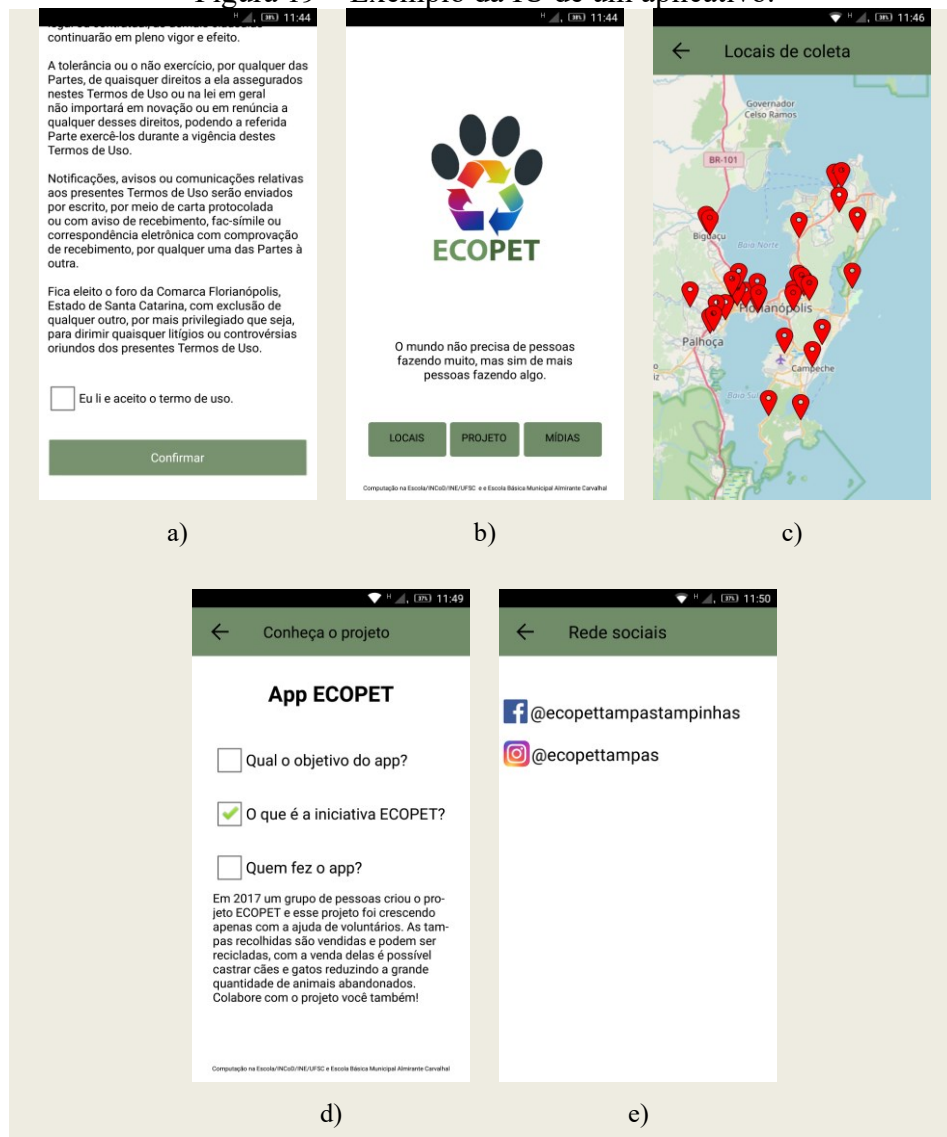 Figura 19 – Exemplo da IU de um aplicativo.
H 38% 11:44
continuarão em pleno vigor e efeito.
A tolerância ou o não exercício, por qualquer das
Partes, de quaisquer direitos a ela assegurados
nestes Termos de Uso ou na lei em geral
não importará em novação ou em renúncia a
qualquer desses direitos, podendo a referida
Parte exercê-los durante a vigência destes
Termos de Uso.
Notificações, avisos ou comunicações relativas
aos presentes Termos de Uso serão enviados
por escrito, por meio de carta protocolada
ou com aviso de recebimento, fac-símile ou
correspondência eletrônica com comprovação
de recebimento, por qualquer uma das Partes à
outra.
Fica eleito o foro da Comarca Florianópolis,
Estado de Santa Catarina, com exclusão de
qualquer outro, por mais privilegiado que seja,
para dirimir quaisquer litígios ou controvérsias
oriundos dos presentes Termos de Uso.
Eu li e aceito o termo de uso.
Confirmar
a)
H 38% 11:44
ECOPET
O mundo não precisa de pessoas
fazendo muito, mas sim de mais
pessoas fazendo algo.
LOCAIS PROJETO MÍDIAS
Computação na Escola/INCoD/INE/UFSC e e Escola Básica Municipal Almirante Carvalhal
b)
H 38% 11:46
Locais de coleta
Governador
Celso Ramos
BR-101
Biguaçu
Baía Norte
Florianópolis
Palhoça
Campeche
Baía Sul
c)
H 37% 11:49
Conheça o projeto
App ECOPET
Qual o objetivo do app?
O que é a iniciativa ECOPET?
Quem fez o app?
Em 2017 um grupo de pessoas criou o pro-
jeto ECOPET e esse projeto foi crescendo
apenas com a ajuda de voluntários. As tam-
pas recolhidas são vendidas e podem ser
recicladas, com a venda delas é possível
castrar cães e gatos reduzindo a grande
quantidade de animais abandonados.
Colabore com o projeto você também!
Computação na Escola/INCoD/INE/UFSC e Escola Básica Municipal Almirante Carvalhal
d)
H 37% 11:50
Rede sociais
@ecopettampastampinhas
@ecopettampas
e)